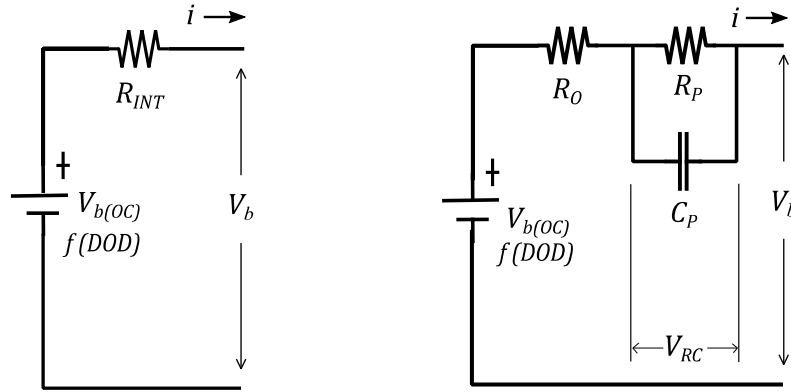 i
R_INT
+
V_b(OC)
f(DOD)
V_b
i
R_O
R_P
C_P
+
V_b(OC)
f(DOD)
V_RC